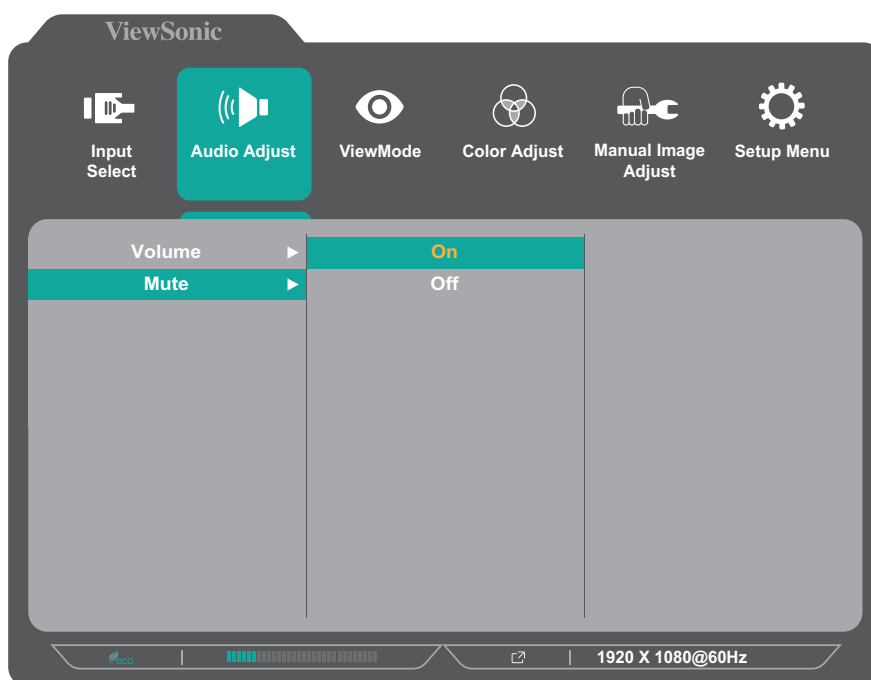 ViewSonic
Input
Select
Audio Adjust
ViewMode
Color Adjust
Manual Image
Adjust
Setup Menu
Volume
On
Mute
Off
eco
1920 X 1080@60Hz